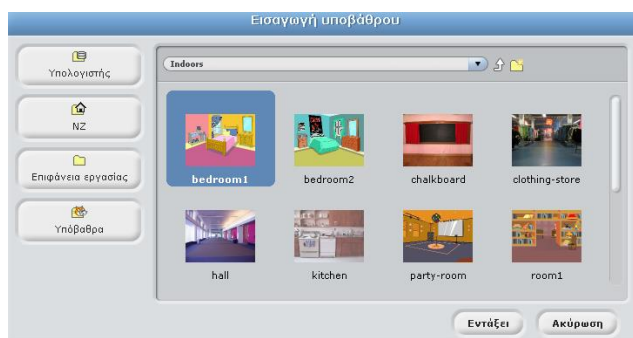 Εισαγωγή υποβάθρου
Υπολογιστής
NZ
Επιφάνεια εργασίας
Υπόβαθρα
Indoors
bedroom1 bedroom2 chalkboard clothing-store
hall kitchen party-room room1
Εντάξει Ακύρωση